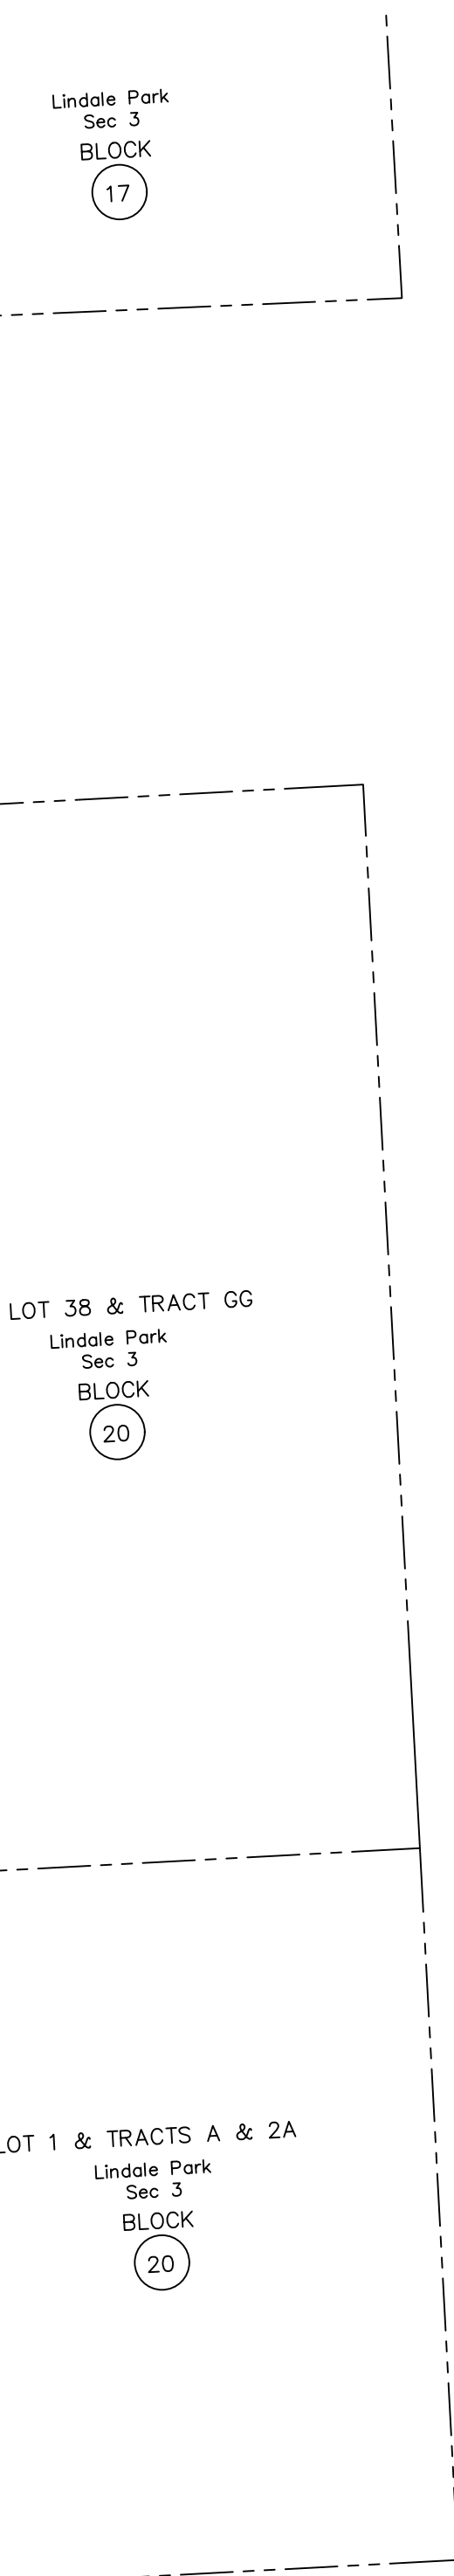 Lindale Park
Sec 3
BLOCK
17
LOT 38 & TRACT GG
Lindale Park
Sec 3
BLOCK
20
LOT 1 & TRACTS A & 2A
Lindale Park
Sec 3
BLOCK
20